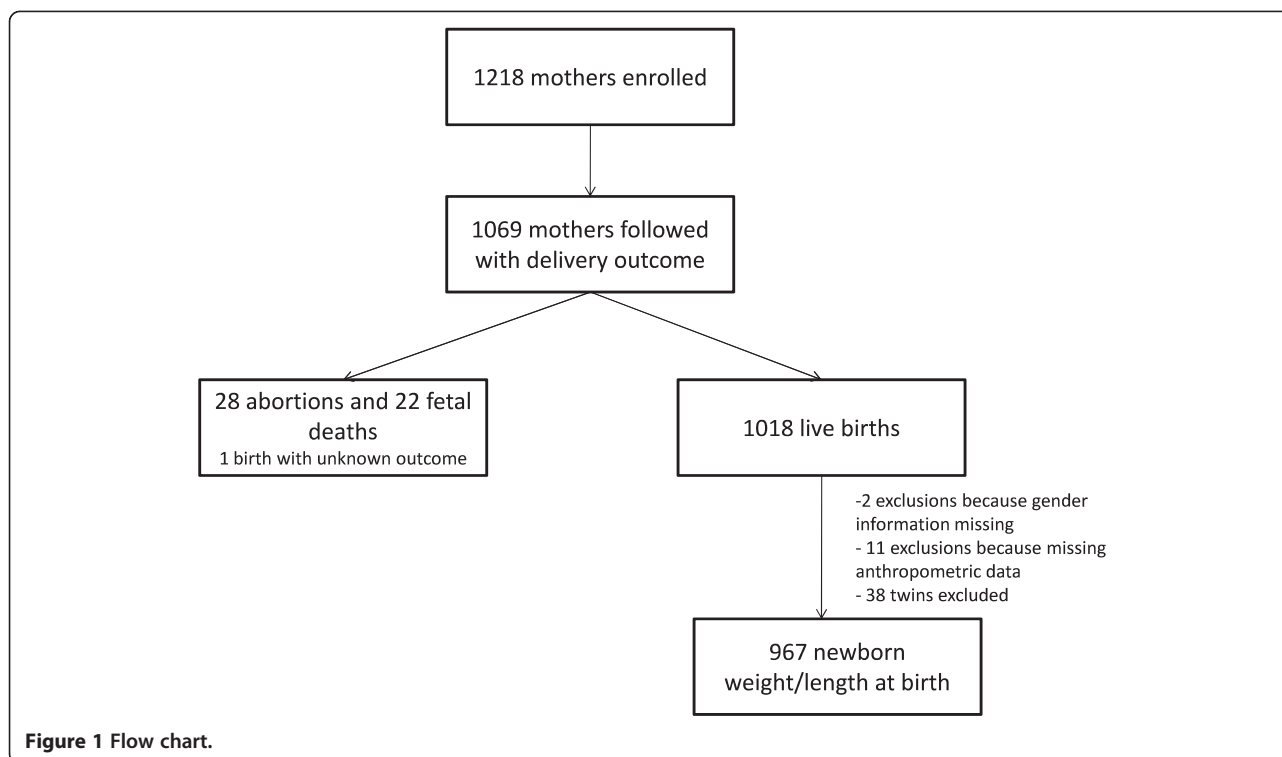 1218 mothers enrolled
1069 mothers followed
with delivery outcome
28 abortions and 22 fetal
deaths
1 birth with unknown outcome
1018 live births
-2 exclusions because gender
information missing
- 11 exclusions because missing
anthropometric data
- 38 twins excluded
967 newborn
weight/length at birth
Figure 1 Flow chart.